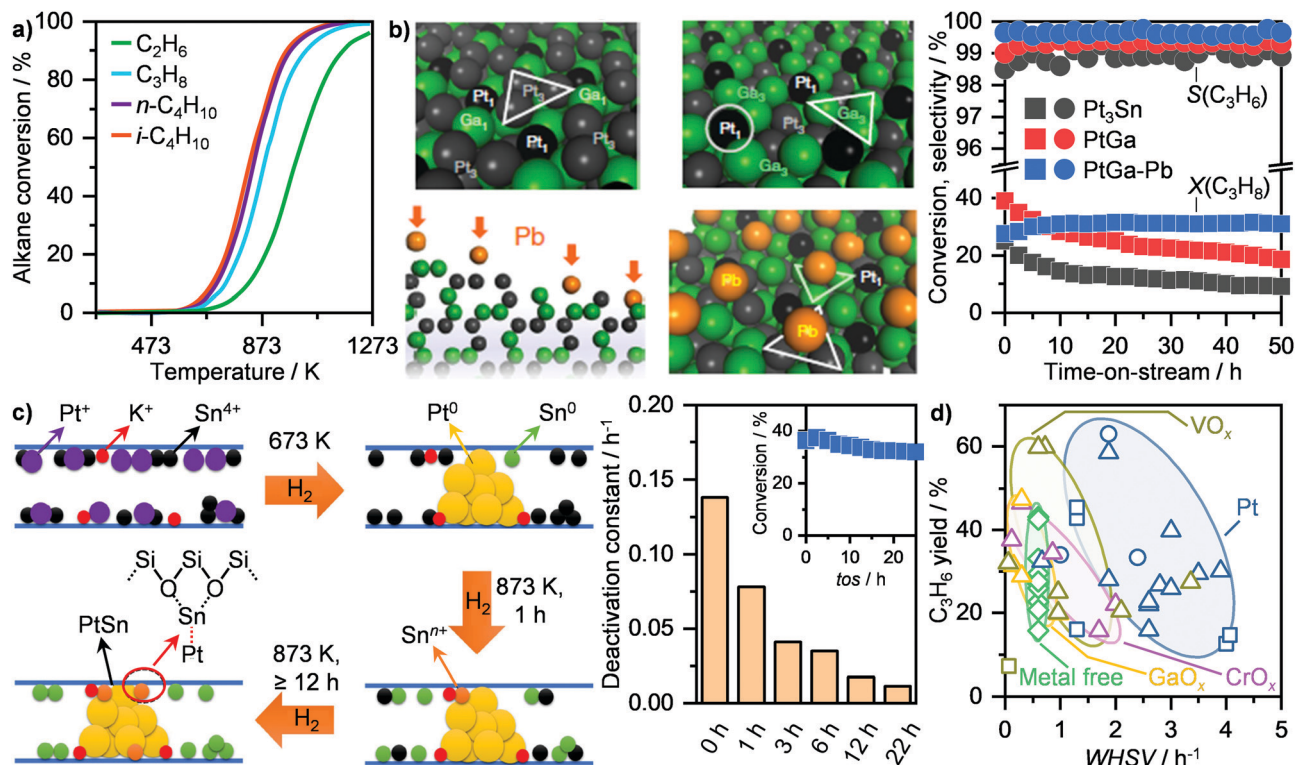 a)
Alkane conversion / %
100
80
60
40
20
0
C₂H₆
C₃H₈
n-C₄H₁₀
i-C₄H₁₀
473
873
1273
Temperature / K
b)
Pt₁
Pt₃
Ga₁
Ga₁
Pt₁
Pt₃
Pt₃
Pt₁
Ga₃
Pt₁
Pt₃
Ga₃
Ga₃
Pb
Pt₁
Pb
Pb
Conversion, selectivity, %
100
99
98
97
96
40
20
0
S(C₃H₆)
Pt₃Sn
PtGa
PtGa-Pb
X(C₃H₈)
0
10
20
30
40
50
Time-on-stream / h
c)
Pt⁺
K⁺
Sn⁴⁺
673 K
H₂
Pt⁰
Sn⁰
H₂
873 K,
1 h
Snⁿ⁺
873 K,
≥ 12 h
H₂
Si
Si
Si
O
O
Sn
Pt
PtSn
Deactivation constant / h⁻¹
0.20
0.15
0.10
0.05
0.00
0 h
1 h
3 h
6 h
12 h
22 h
Conversion / %
40
20
0
0
10
20
tos / h
d)
VOₓ
C₃H₆ yield / %
60
40
20
0
Pt
Metal free
GaOₓ
CrOₓ
0
1
2
3
4
5
WHSV / h⁻¹